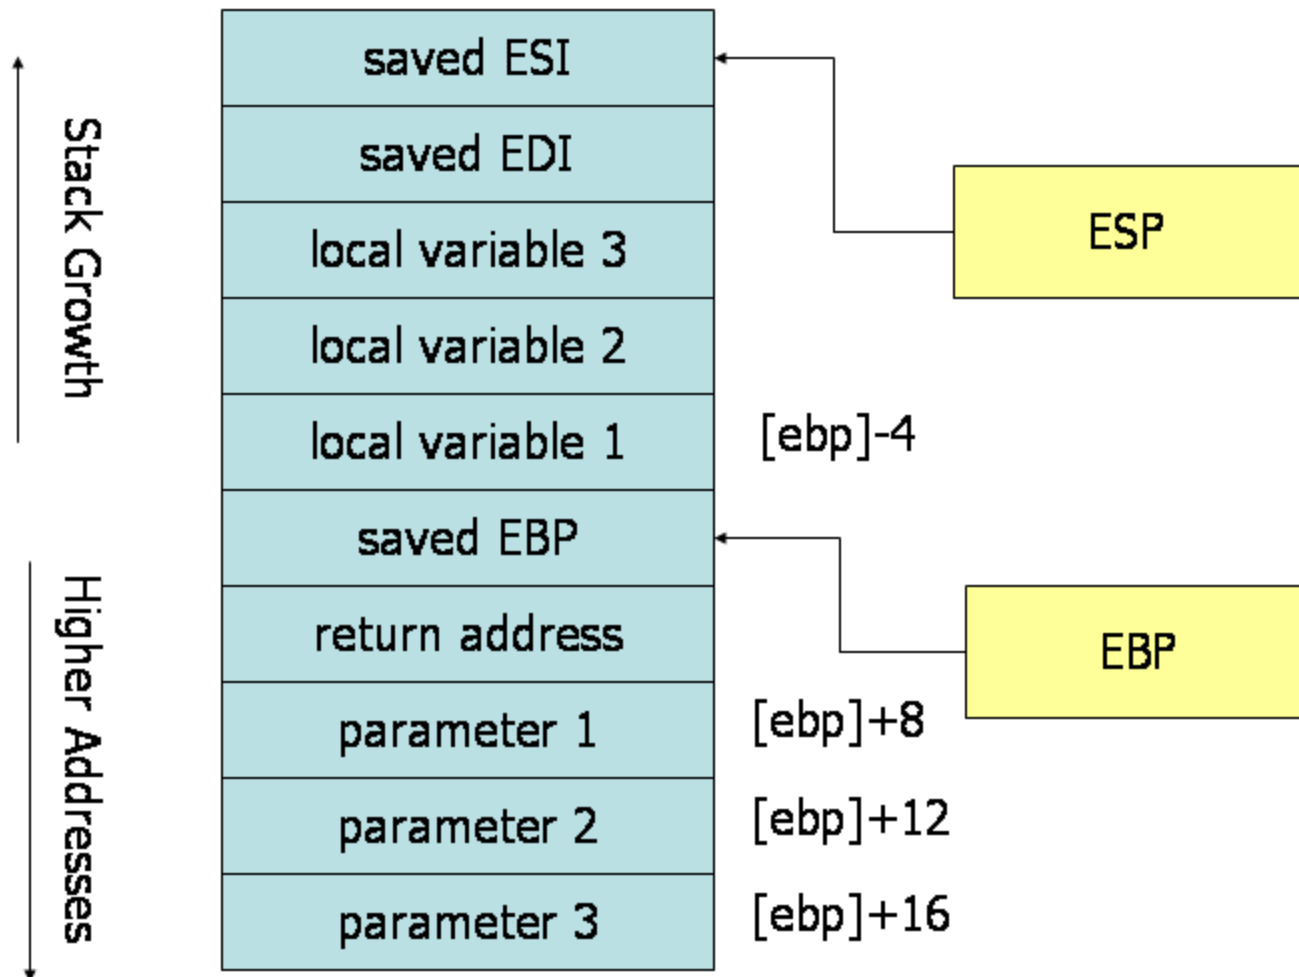 saved ESI
saved EDI
local variable 3
local variable 2
local variable 1
saved EBP
return address
parameter 1
parameter 2
parameter 3
[ebp]-4
[ebp]+8
[ebp]+12
[ebp]+16
ESP
EBP
Stack Growth
Higher Addresses